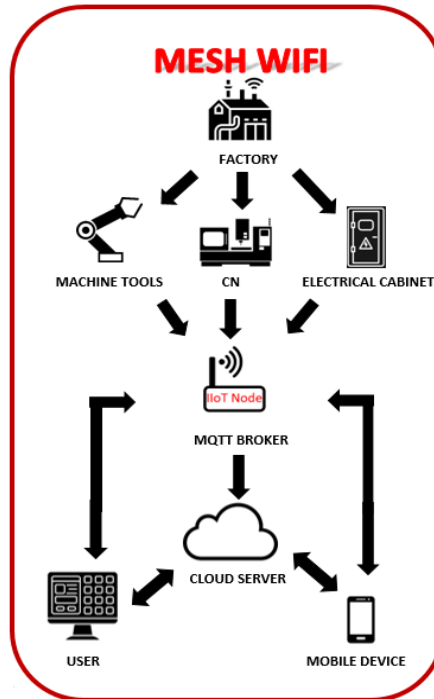 MESH WIFI
FACTORY
MACHINE TOOLS
CN
ELECTRICAL CABINET
IIoT Node
MQTT BROKER
CLOUD SERVER
USER
MOBILE DEVICE